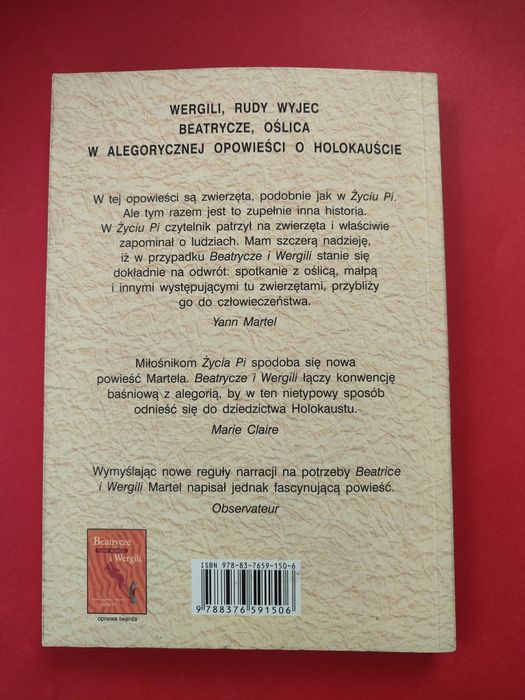 WERGILI, RUDY WYJEC
BEATRYCZE, OŚLICA
W ALEGORYCZNEJ OPOWIEŚCI O HOLOKAUŚCIE
W tej opowieści są zwierzęta, podobnie jak w Życiu Pi.
Ale tym razem jest to zupełnie inna historia.
W Życiu Pi czytelnik patrzył na zwierzęta i właściwie
zapominał o ludziach. Mam szczerą nadzieję,
iż w przypadku Beatrycze i Wergili stanie się
dokładnie na odwrót: spotkanie z oślicą, małpą
i innymi występującymi tu zwierzętami, przybliży
go do człowieczeństwa.
Yann Martel
Miłośnikom Życia Pi spodoba się nowa
powieść Martela. Beatrycze i Wergili łączy konwencję
baśniową z alegorią, by w ten nietypowy sposób
odnieść się do dziedzictwa Holokaustu.
Marie Claire
Wymyślając nowe reguły narracji na potrzeby Beatrice
i Wergili Martel napisał jednak fascynującą powieść.
Observateur
Beatrycze
YANN MARTEL
i Wergili
Życia Pi
oprawa twarda
ISBN 978-83-7659-150-6
9 788376 591506